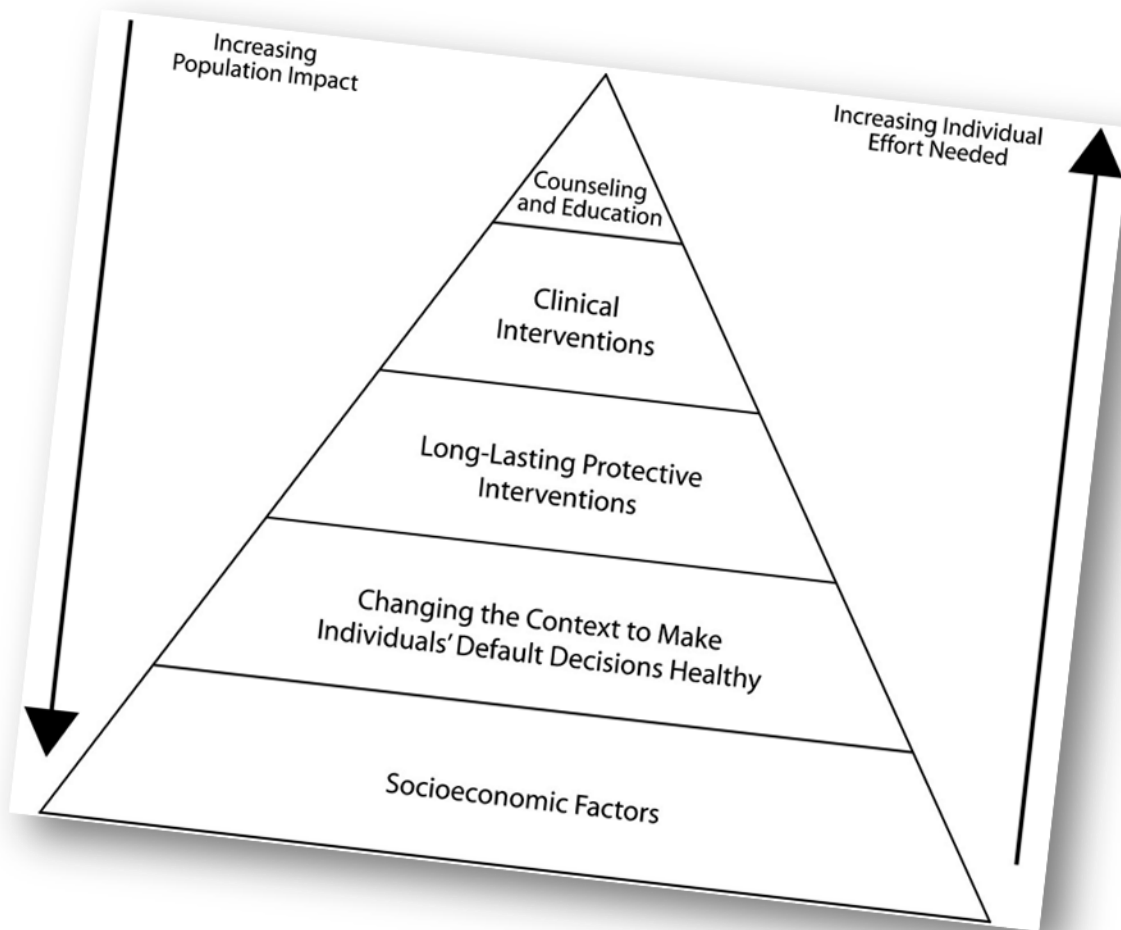 Increasing
Population Impact
Increasing Individual
Effort Needed
Counseling
and Education
Clinical
Interventions
Long-Lasting Protective
Interventions
Changing the Context to Make
Individuals’ Default Decisions Healthy
Socioeconomic Factors